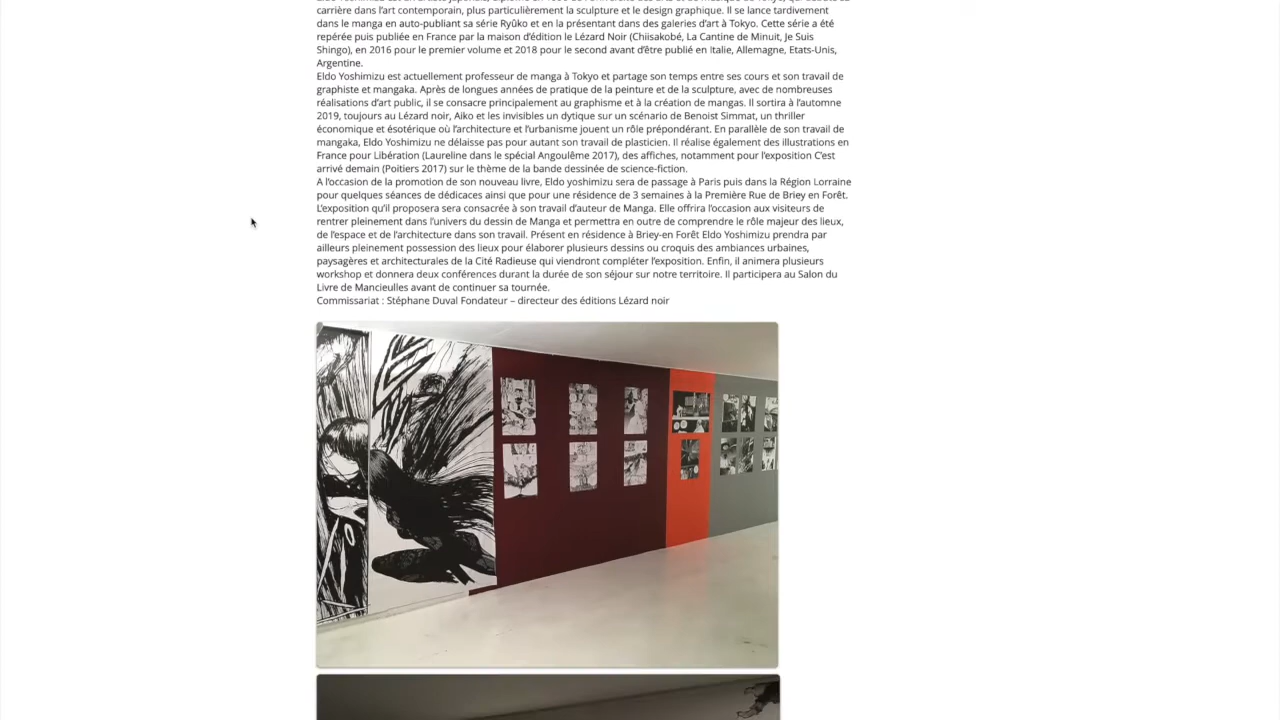 carrière dans l’art contemporain, plus particulièrement la sculpture et le design graphique. Il se lance tardivement
dans le manga en auto-publiant sa série Ryûko et en la présentant dans des galeries d’art à Tokyo. Cette série a été
repérée puis publiée en France par la maison d’édition le Lézard Noir (Chiisakobé, La Cantine de Minuit, Je Suis
Shingo), en 2016 pour le premier volume et 2018 pour le second avant d’être publié en Italie, Allemagne, Etats-Unis,
Argentine.
Eldo Yoshimizu est actuellement professeur de manga à Tokyo et partage son temps entre ses cours et son travail de
graphiste et mangaka. Après de longues années de pratique de la peinture et de la sculpture, avec de nombreuses
réalisations d’art public, il se consacre principalement au graphisme et à la création de mangas. Il sortira à l’automne
2019, toujours au Lézard noir, Aiko et les invisibles un dytique sur un scénario de Benoist Simmat, un thriller
économique et ésotérique où l’architecture et l’urbanisme jouent un rôle prépondérant. En parallèle de son travail de
mangaka, Eldo Yoshimizu ne délaisse pas pour autant son travail de plasticien. Il réalise également des illustrations en
France pour Libération (Laureline dans le spécial Angoulême 2017), des affiches, notamment pour l’exposition C’est
arrivé demain (Poitiers 2017) sur le thème de la bande dessinée de science-fiction.
A l’occasion de la promotion de son nouveau livre, Eldo yoshimizu sera de passage à Paris puis dans la Région Lorraine
pour quelques séances de dédicaces ainsi que pour une résidence de 3 semaines à la Première Rue de Briey en Forêt.
L’exposition qu’il proposera sera consacrée à son travail d’auteur de Manga. Elle offrira l’occasion aux visiteurs de
rentrer pleinement dans l’univers du dessin de Manga et permettra en outre de comprendre le rôle majeur des lieux,
de l’espace et de l’architecture dans son travail. Présent en résidence à Briey-en Forêt Eldo Yoshimizu prendra par
ailleurs pleinement possession des lieux pour élaborer plusieurs dessins ou croquis des ambiances urbaines,
paysagères et architecturales de la Cité Radieuse qui viendront compléter l’exposition. Enfin, il animera plusieurs
workshop et donnera deux conférences durant la durée de son séjour sur notre territoire. Il participera au Salon du
Livre de Mancieulles avant de continuer sa tournée.
Commissariat : Stéphane Duval Fondateur – directeur des éditions Lézard noir